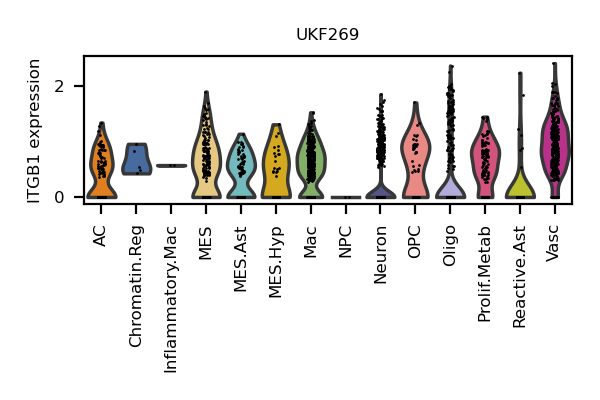 UKF269
ITGB1 expression
2
0
AC
Chromatin.Reg
Inflammatory.Mac
MES
MES.Ast
MES.Hyp
Mac
NPC
Neuron
OPC
Oligo
Prolif.Metab
Reactive.Ast
Vasc